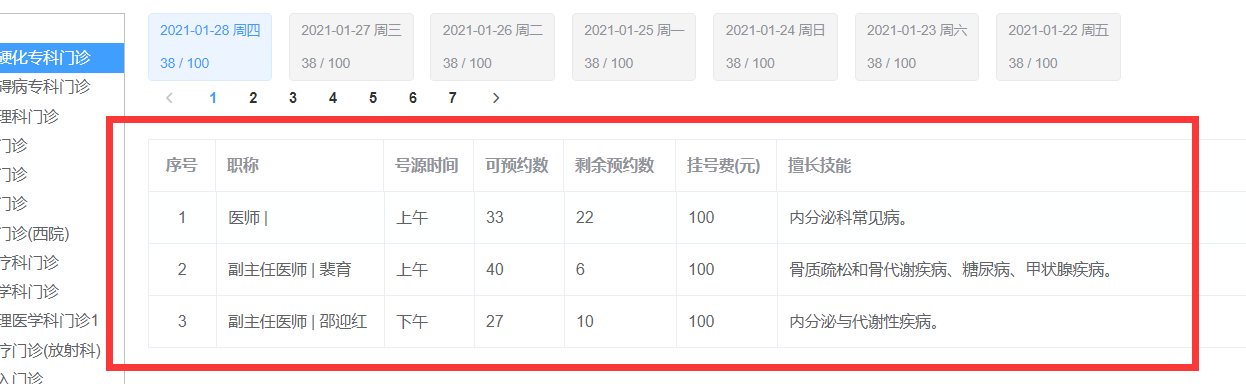 2021-01-28 周四
38 / 100
2021-01-27 周三
38 / 100
2021-01-26 周二
38 / 100
2021-01-25 周一
38 / 100
2021-01-24 周日
38 / 100
2021-01-23 周六
38 / 100
2021-01-22 周五
38 / 100
1 2 3 4 5 6 7
硬化专科门诊
碍病专科门诊
理科门诊
门诊
门诊
门诊
门诊(西院)
疗科门诊
学科门诊
理医学科门诊1
疗门诊(放射科)
入门诊
序号 职称 号源时间 可预约数 剩余预约数 挂号费(元) 擅长技能
1 医师 | 上午 33 22 100 内分泌科常见病。
2 副主任医师 | 裴育 上午 40 6 100 骨质疏松和骨代谢疾病、糖尿病、甲状腺疾病。
3 副主任医师 | 邵迎红 下午 27 10 100 内分泌与代谢性疾病。